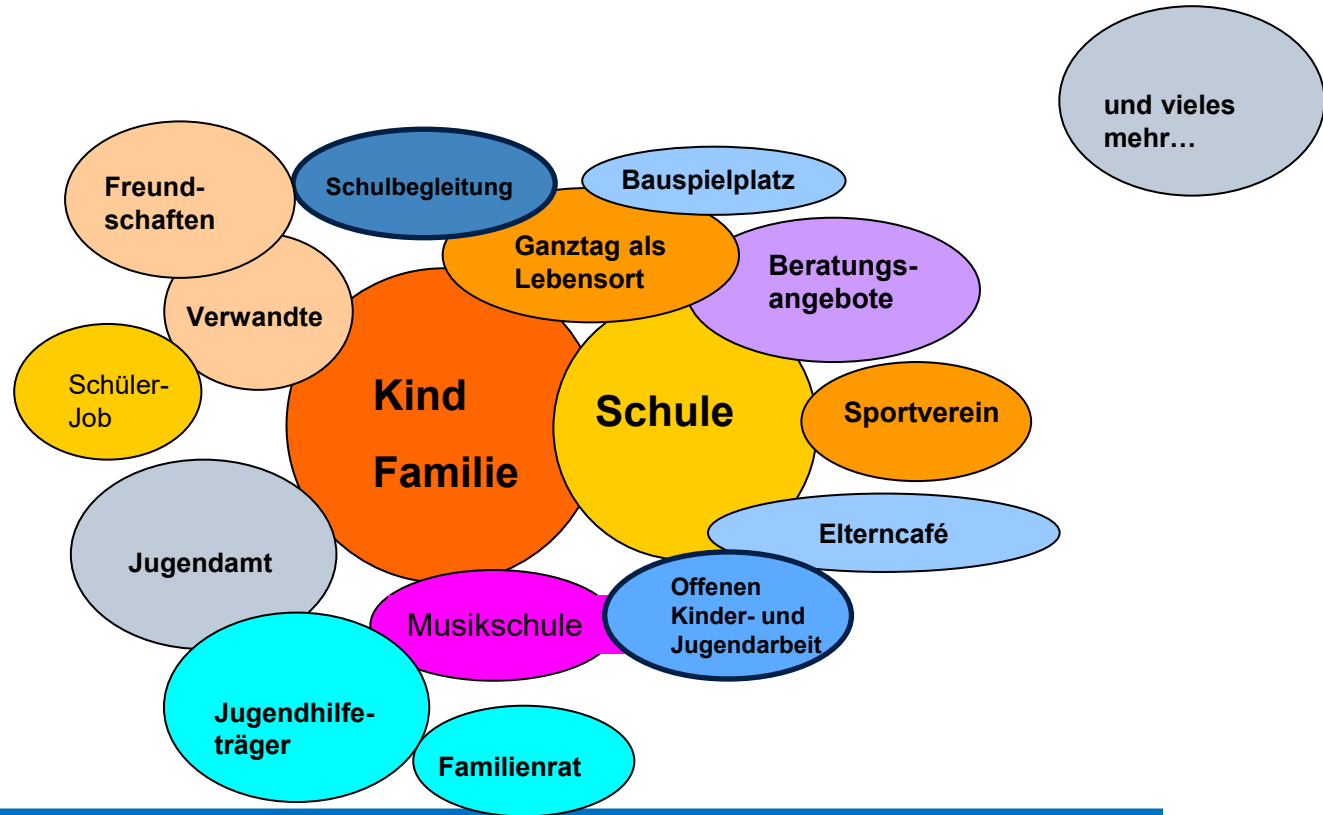 und vieles
mehr…
Freund-
schaften
Schulbegleitung
Bauspielplatz
Ganztag als
Lebensort
Beratungs-
angebote
Verwandte
Schüler-
Job
Kind
Familie
Schule
Sportverein
Elterncafé
Jugendamt
Offenen
Kinder- und
Jugendarbeit
Musikschule
Jugendhilfe-
träger
Familienrat